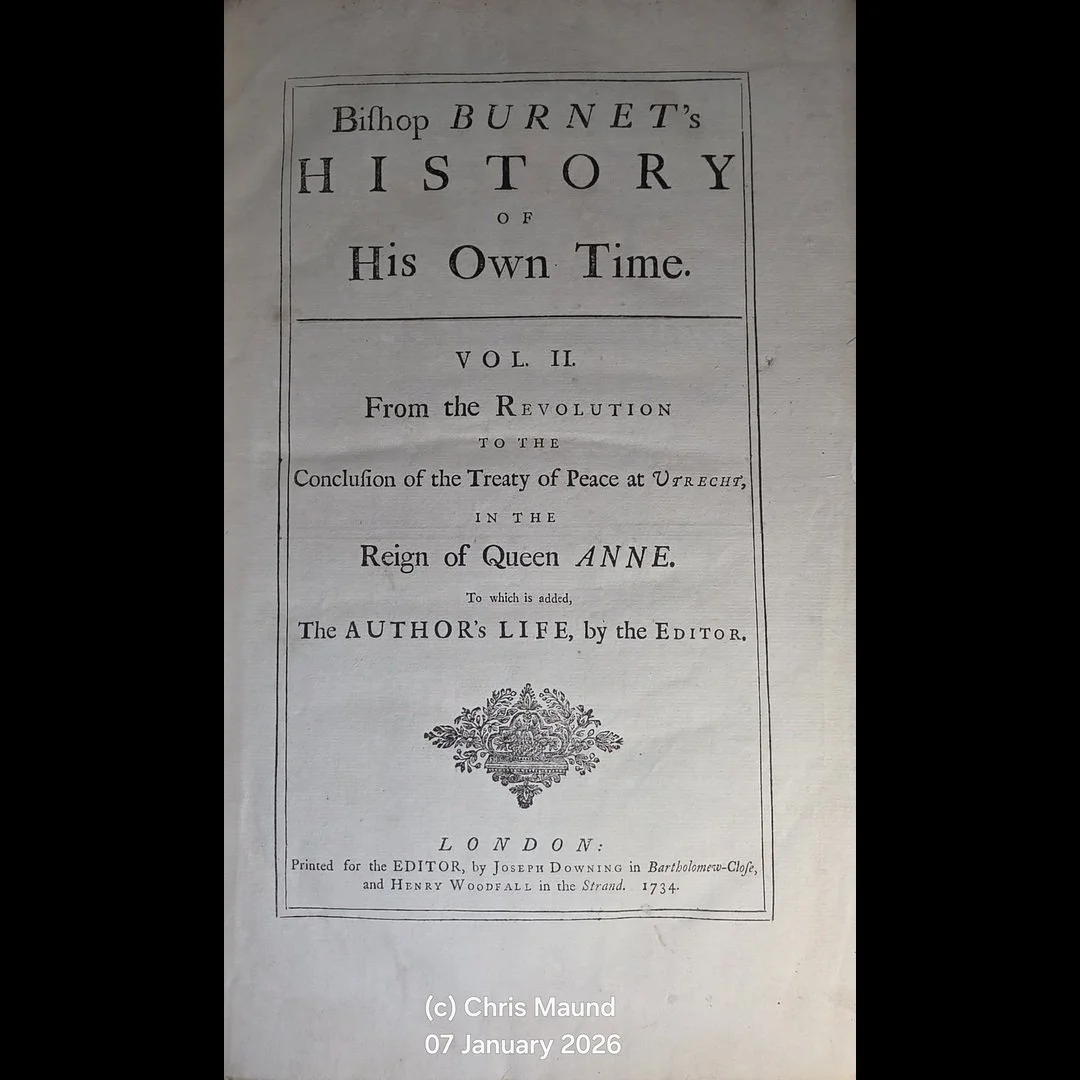 Biſhop BURNET's
HISTORY
OF
His Own Time.
VOL. II.
From the REVOLUTION
TO THE
Concluſion of the Treaty of Peace at UTRECHT,
IN THE
Reign of Queen ANNE.
To which is added,
The AUTHOR's LIFE, by the EDITOR.
LONDON:
Printed for the EDITOR, by JOSEPH DOWNING in Bartholomew-Cloſe,
and HENRY WOODFALL in the Strand. 1734.
(c) Chris Maund
07 January 2026